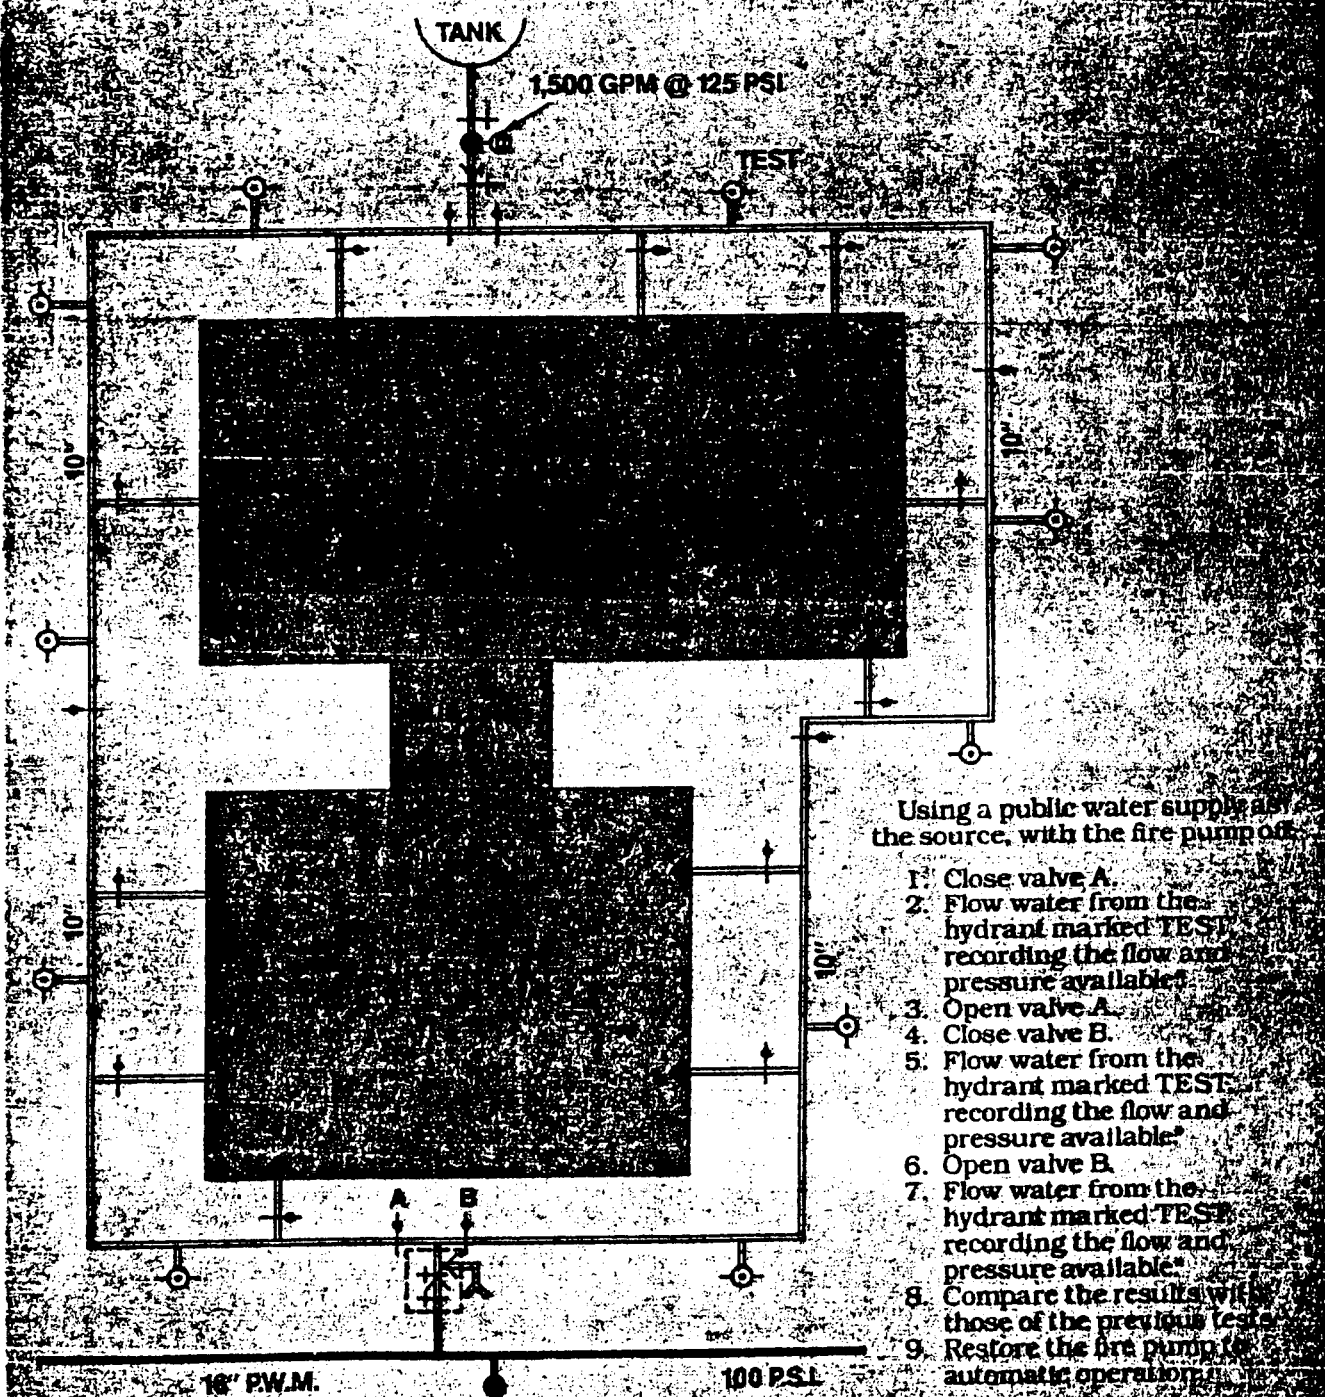 TANK
1,500 GPM @ 125 PSI
TEST
10"
10"
10"
10"
A B
16" P.W.M.
100 P.S.I.
Using a public water supply as
the source, with the fire pump off:
1. Close valve A.
2. Flow water from the
hydrant marked TEST,
recording the flow and
pressure available*
3. Open valve A.
4. Close valve B.
5. Flow water from the
hydrant marked TEST
recording the flow and
pressure available*
6. Open valve B.
7. Flow water from the
hydrant marked TEST
recording the flow and
pressure available*
8. Compare the results with
those of the previous tests
9. Restore the fire pump to
automatic operation.